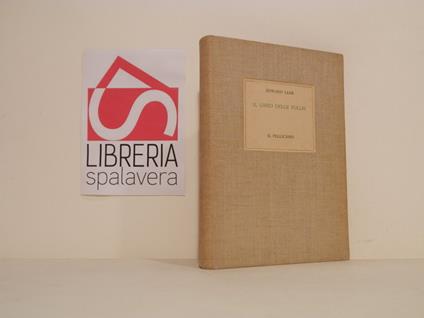 LIBRERIA
spalavera
EDWARD LEAR
IL LIBRO DELLE FOLLIE
IL PELLICANO